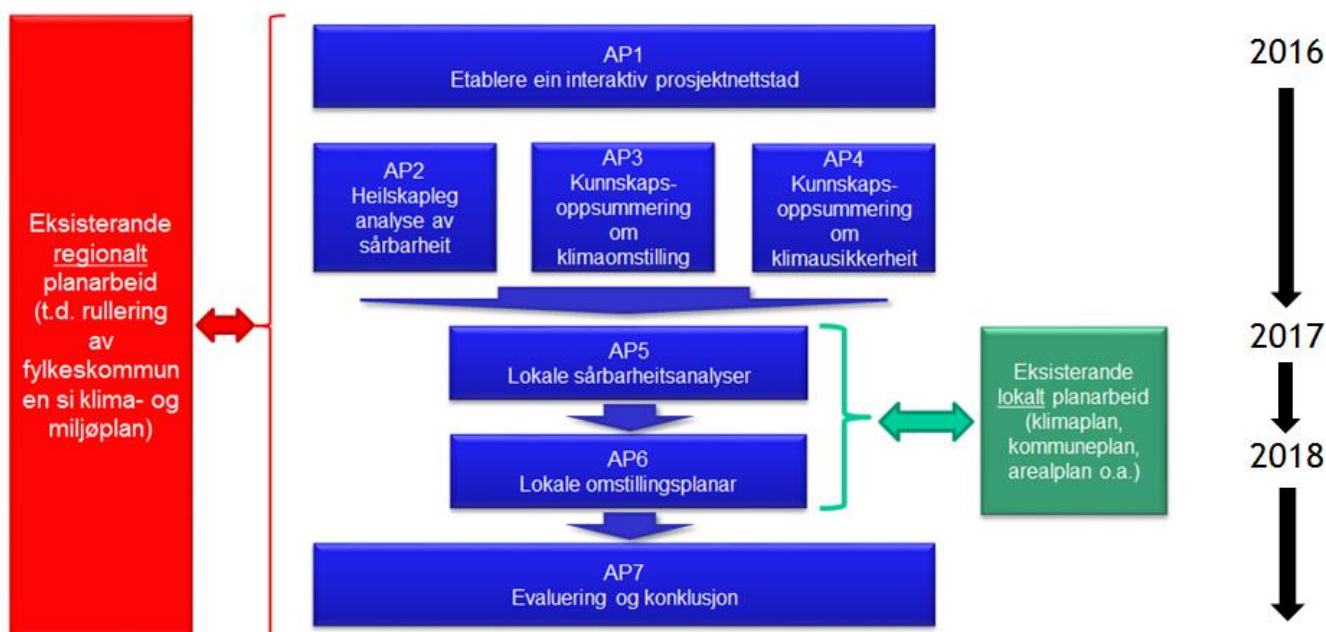 Eksisterande
regionalt
planarbeid
(t.d. rullering
av
fylkeskommun
en si klima- og
miljøplan)
AP1
Etablere ein interaktiv prosjektnettstad
AP2
Heilskapleg
analyse av
sårbarheit
AP3
Kunnskaps-
oppsummering
om
klimaomstilling
AP4
Kunnskaps-
oppsummering
om
klimausikkerheit
AP5
Lokale sårbarheitsanalyser
AP6
Lokale omstillingsplanar
AP7
Evaluering og konklusjon
Eksisterande
lokalt planarbeid
(klimaplan,
kommuneplan,
arealplan o.a.)
2016
2017
2018